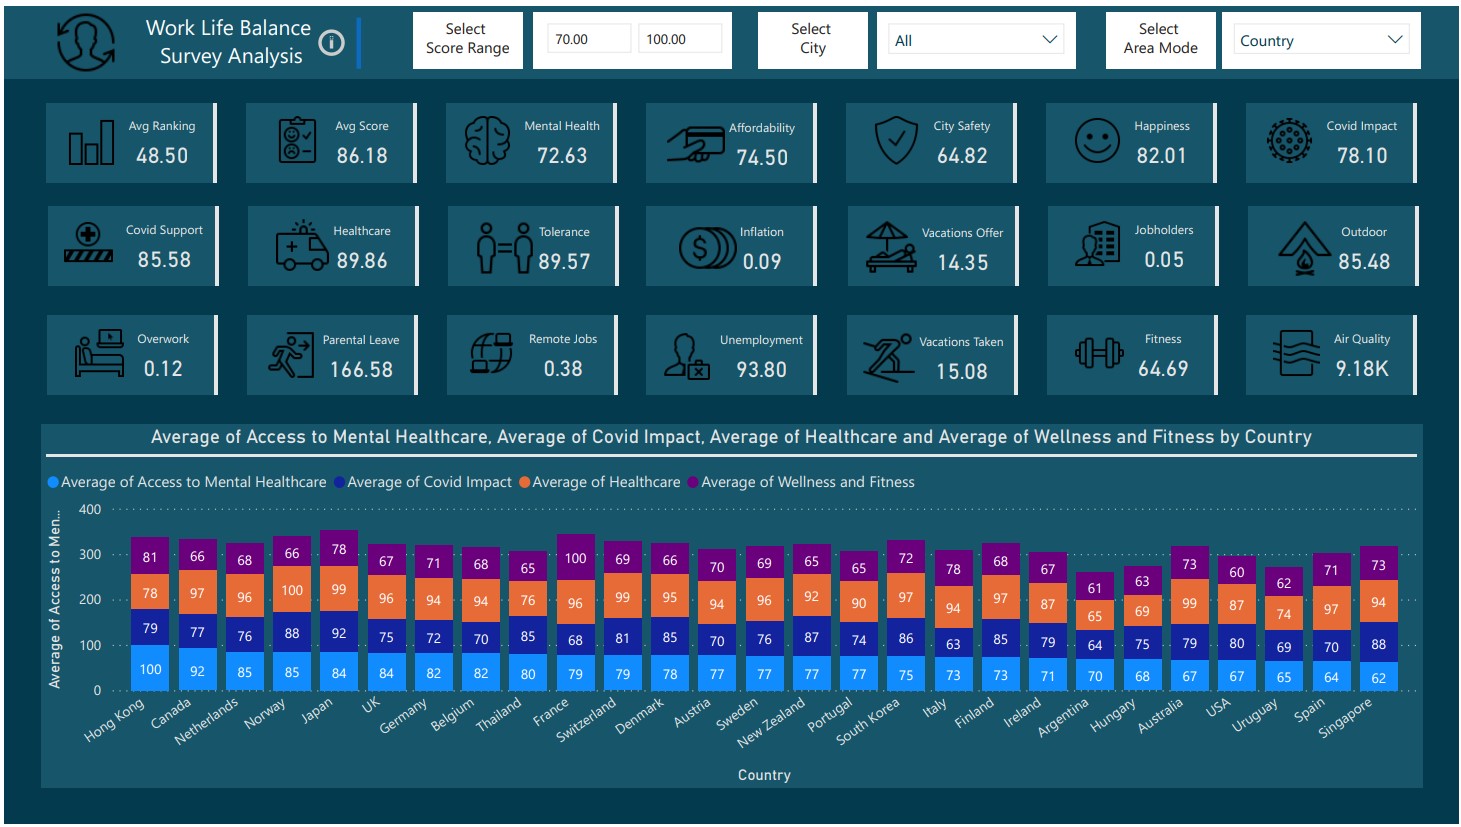 Work Life Balance
Survey Analysis
Select
Score Range
70.00
100.00
Select
City
All
Select
Area Mode
Country
Avg Ranking
48.50
Avg Score
86.18
Mental Health
72.63
Affordability
74.50
City Safety
64.82
Happiness
82.01
Covid Impact
78.10
Covid Support
85.58
Healthcare
89.86
Tolerance
89.57
Inflation
0.09
Vacations Offer
14.35
Jobholders
0.05
Outdoor
85.48
Overwork
0.12
Parental Leave
166.58
Remote Jobs
0.38
Unemployment
93.80
Vacations Taken
15.08
Fitness
64.69
Air Quality
9.18K
Average of Access to Mental Healthcare, Average of Covid Impact, Average of Healthcare and Average of Wellness and Fitness by Country
Average of Access to Mental Healthcare Average of Covid Impact Average of Healthcare Average of Wellness and Fitness
Average of Access to Men...
400
300
200
100
0
81 66 68 66 78 67 71 68 65 100 69 66 70 69 65 65 72 78 68 67 61 63 73 60 62 71 73
78 97 96 100 99 96 94 94 76 96 99 95 94 96 92 90 97 94 97 87 65 69 99 87 74 97 94
79 77 76 88 92 75 72 70 85 68 81 85 70 76 87 74 86 63 85 79 64 75 79 80 69 70 88
100 92 85 85 84 84 82 82 80 79 79 78 77 77 77 77 75 73 73 71 70 68 67 67 65 64 62
Hong Kong Canada Netherlands Norway Japan UK Germany Belgium Thailand France Switzerland Denmark Austria Sweden New Zealand Portugal South Korea Italy Finland Ireland Argentina Hungary Australia USA Uruguay Spain Singapore
Country